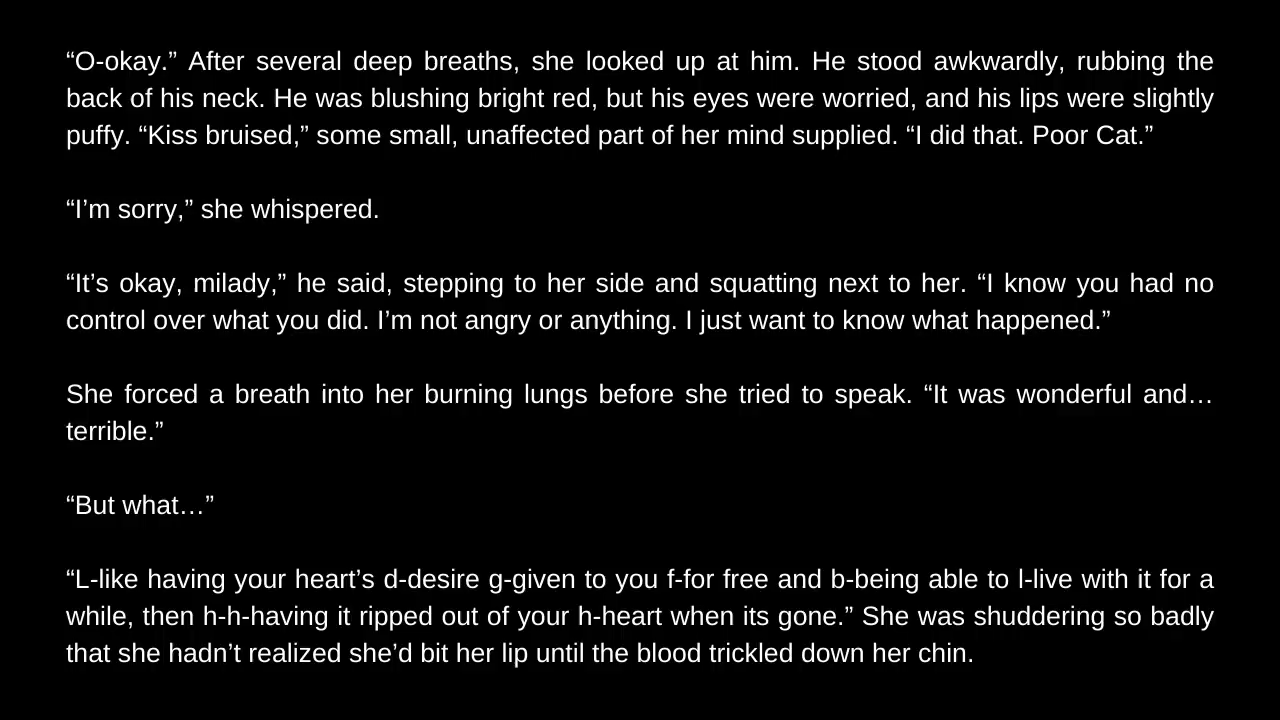 “O-okay.” After several deep breaths, she looked up at him. He stood awkwardly, rubbing the
back of his neck. He was blushing bright red, but his eyes were worried, and his lips were slightly
puffy. “Kiss bruised,” some small, unaffected part of her mind supplied. “I did that. Poor Cat.”
“I’m sorry,” she whispered.
“It’s okay, milady,” he said, stepping to her side and squatting next to her. “I know you had no
control over what you did. I’m not angry or anything. I just want to know what happened.”
She forced a breath into her burning lungs before she tried to speak. “It was wonderful and…
terrible.”
“But what…”
“L-like having your heart’s d-desire g-given to you f-for free and b-being able to l-live with it for a
while, then h-h-having it ripped out of your h-heart when its gone.” She was shuddering so badly
that she hadn’t realized she’d bit her lip until the blood trickled down her chin.